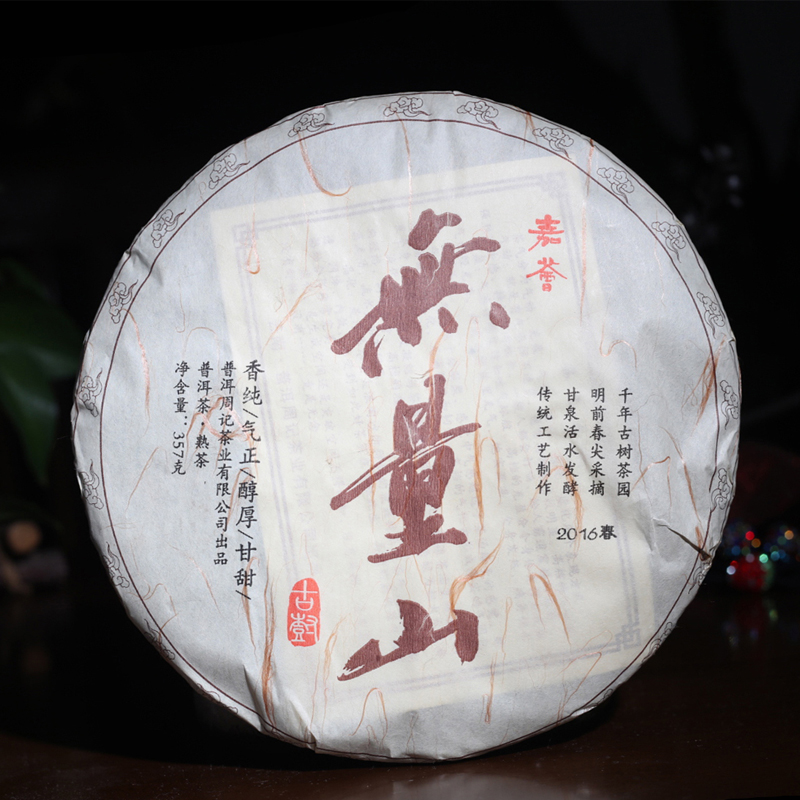 嘉荟
無量山
千年古树茶园
明前春尖采摘
甘泉活水发酵
传统工艺制作
2016春
香纯/气正/醇厚/甘甜/
普洱周记茶业有限公司出品
普洱茶·熟茶
净含量:357克
古樹